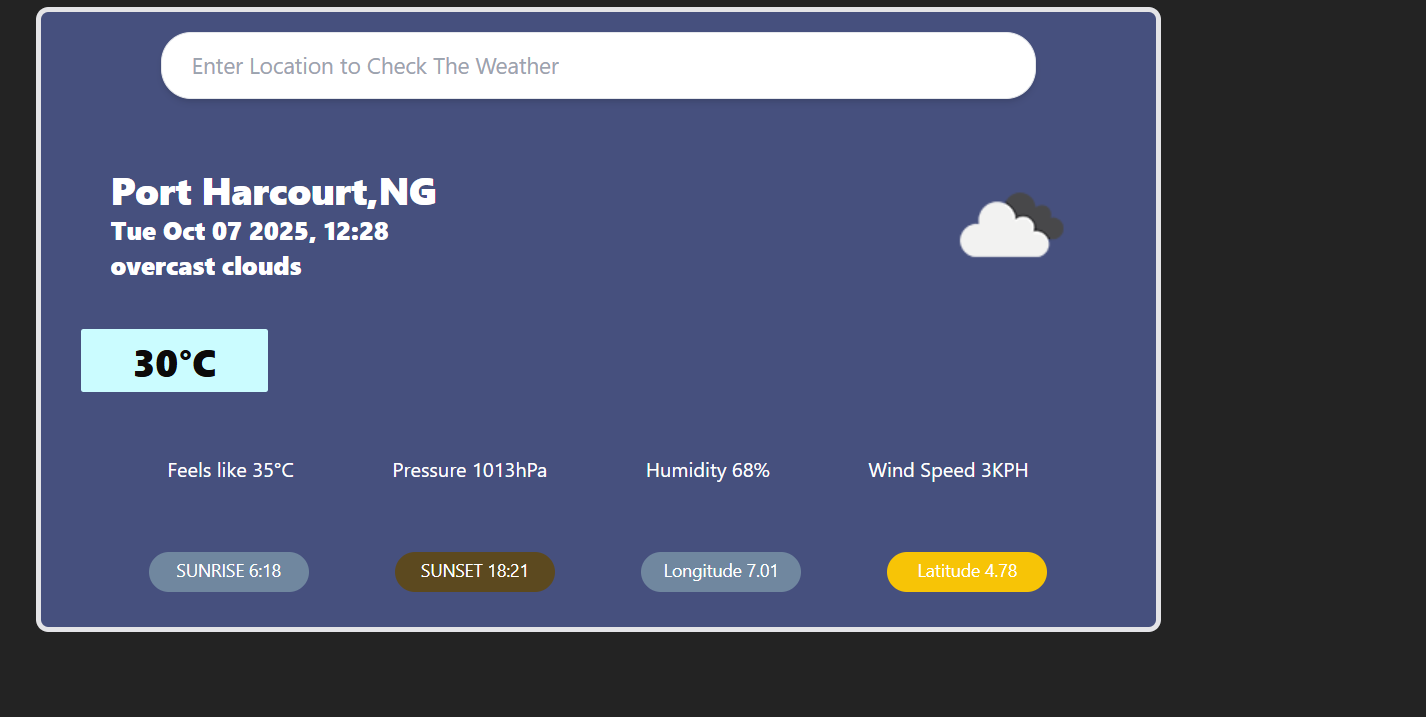 Enter Location to Check The Weather
Port Harcourt,NG
Tue Oct 07 2025, 12:28
overcast clouds
30°C
Feels like 35°C
Pressure 1013hPa
Humidity 68%
Wind Speed 3KPH
SUNRISE 6:18
SUNSET 18:21
Longitude 7.01
Latitude 4.78